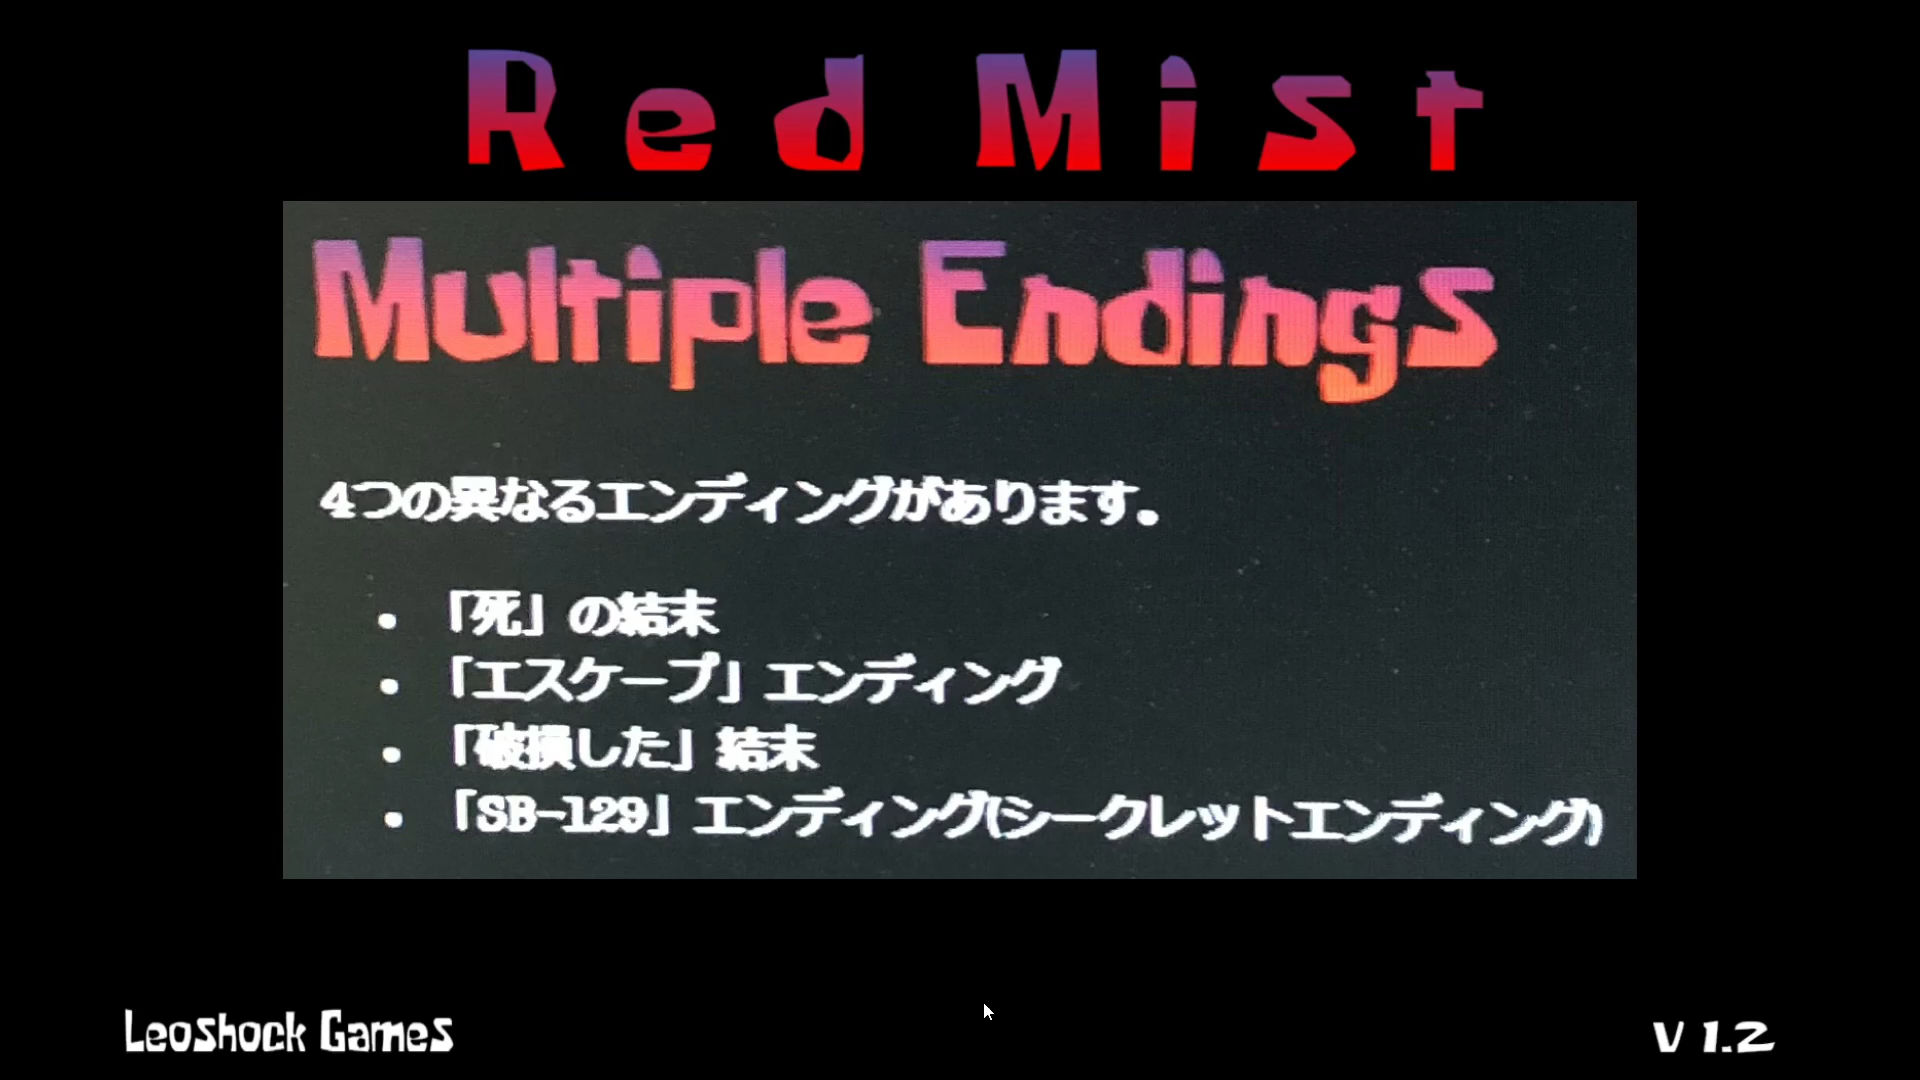 Red Mist
Multiple Endings
4つの異なるエンディングがあります。
• 「死」の結末
• 「エスケープ」エンディング
• 「破損した」結末
• 「SB-129」エンディング(シークレットエンディング)
Leoshock Games
V 1.2